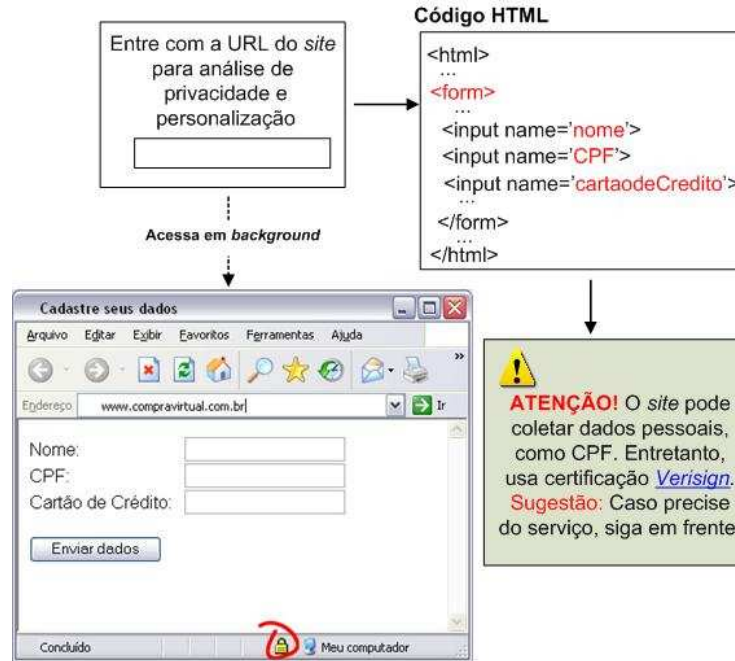 Entre com a URL do site
para análise de
privacidade e
personalização
Código HTML
<html>
...
<form>
...
<input name='nome'>
<input name='CPF'>
<input name='cartaodeCredito'>
...
</form>
...
</html>
Acessa em background
Cadastre seus dados
Arquivo Editar Exibir Favoritos Ferramentas Ajuda
»
Endereço www.compravirtual.com.br Ir
Nome:
CPF:
Cartão de Crédito:
Enviar dados
Concluído Meu computador
ATENÇÃO! O site pode
coletar dados pessoais,
como CPF. Entretanto,
usa certificação Verisign.
Sugestão: Caso precise
do serviço, siga em frente